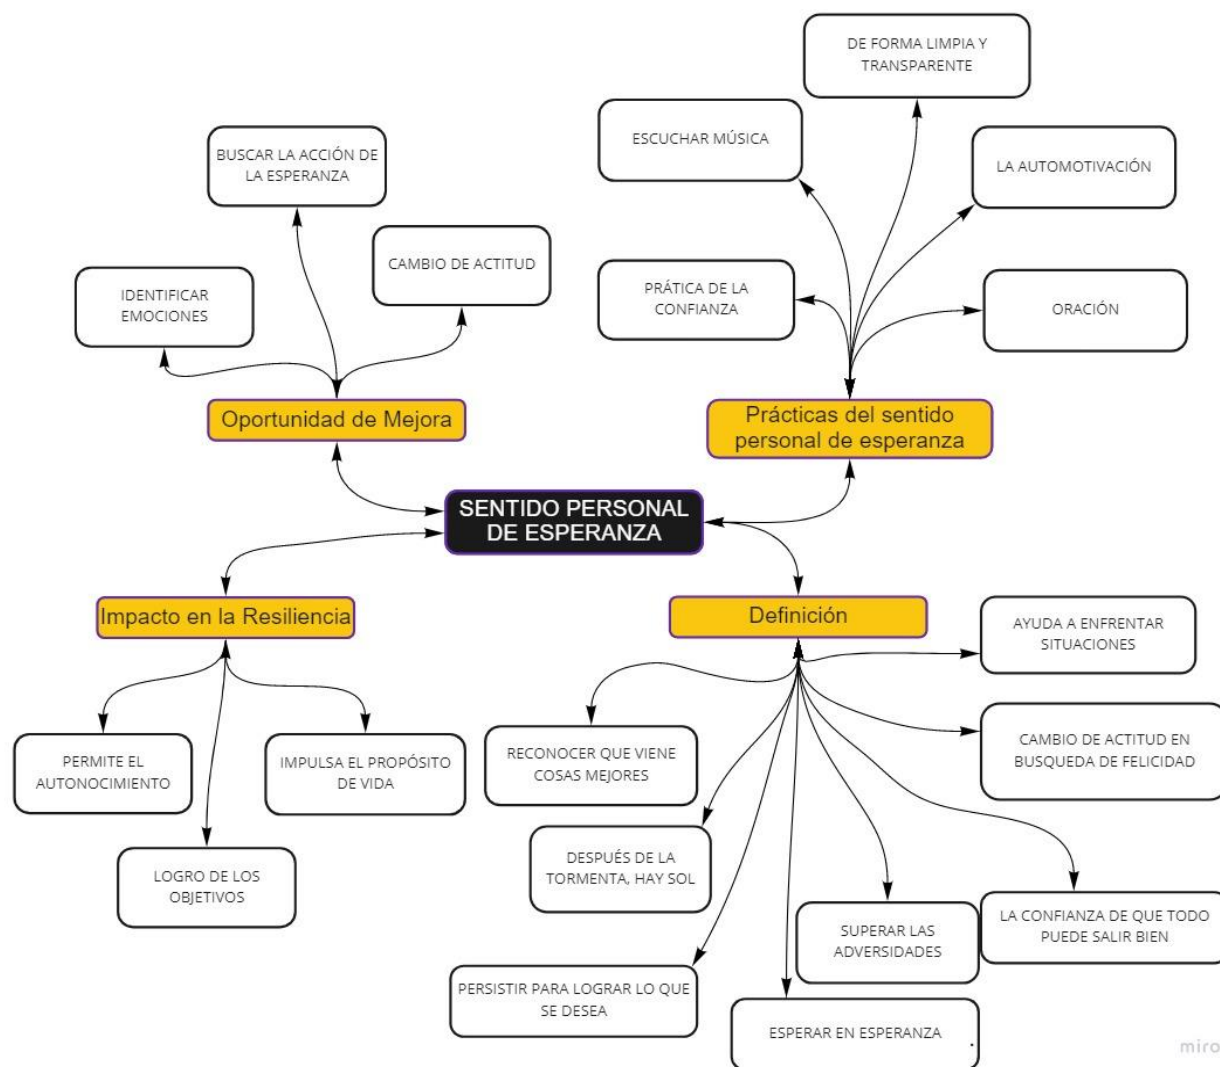 DE FORMA LIMPIA Y
TRANSPARENTE
ESCUCHAR MÚSICA
LA AUTOMOTIVACIÓN
BUSCAR LA ACCIÓN DE
LA ESPERANZA
CAMBIO DE ACTITUD
IDENTIFICAR
EMOCIONES
PRÁTICA DE LA
CONFIANZA
ORACIÓN
Oportunidad de Mejora
Prácticas del sentido
personal de esperanza
SENTIDO PERSONAL
DE ESPERANZA
Impacto en la Resiliencia
Definición
AYUDA A ENFRENTAR
SITUACIONES
PERMITE EL
AUTONOCIMIENTO
IMPULSA EL PROPÓSITO
DE VIDA
RECONOCER QUE VIENE
COSAS MEJORES
CAMBIO DE ACTITUD EN
BUSQUEDA DE FELICIDAD
LOGRO DE LOS
OBJETIVOS
DESPUÉS DE LA
TORMENTA, HAY SOL
SUPERAR LAS
ADVERSIDADES
LA CONFIANZA DE QUE TODO
PUEDE SALIR BIEN
PERSISTIR PARA LOGRAR LO QUE
SE DESEA
ESPERAR EN ESPERANZA .
miro